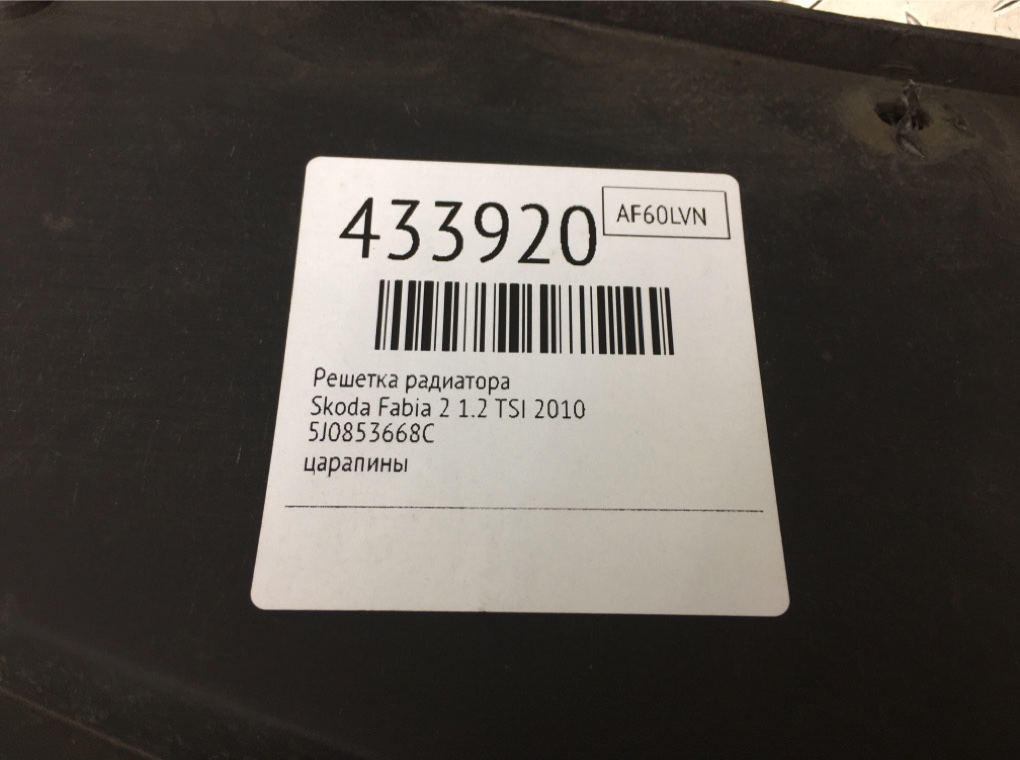 433920
AF60LVN
Решетка радиатора
Skoda Fabia 2 1.2 TSI 2010
5J0853668C
царапины